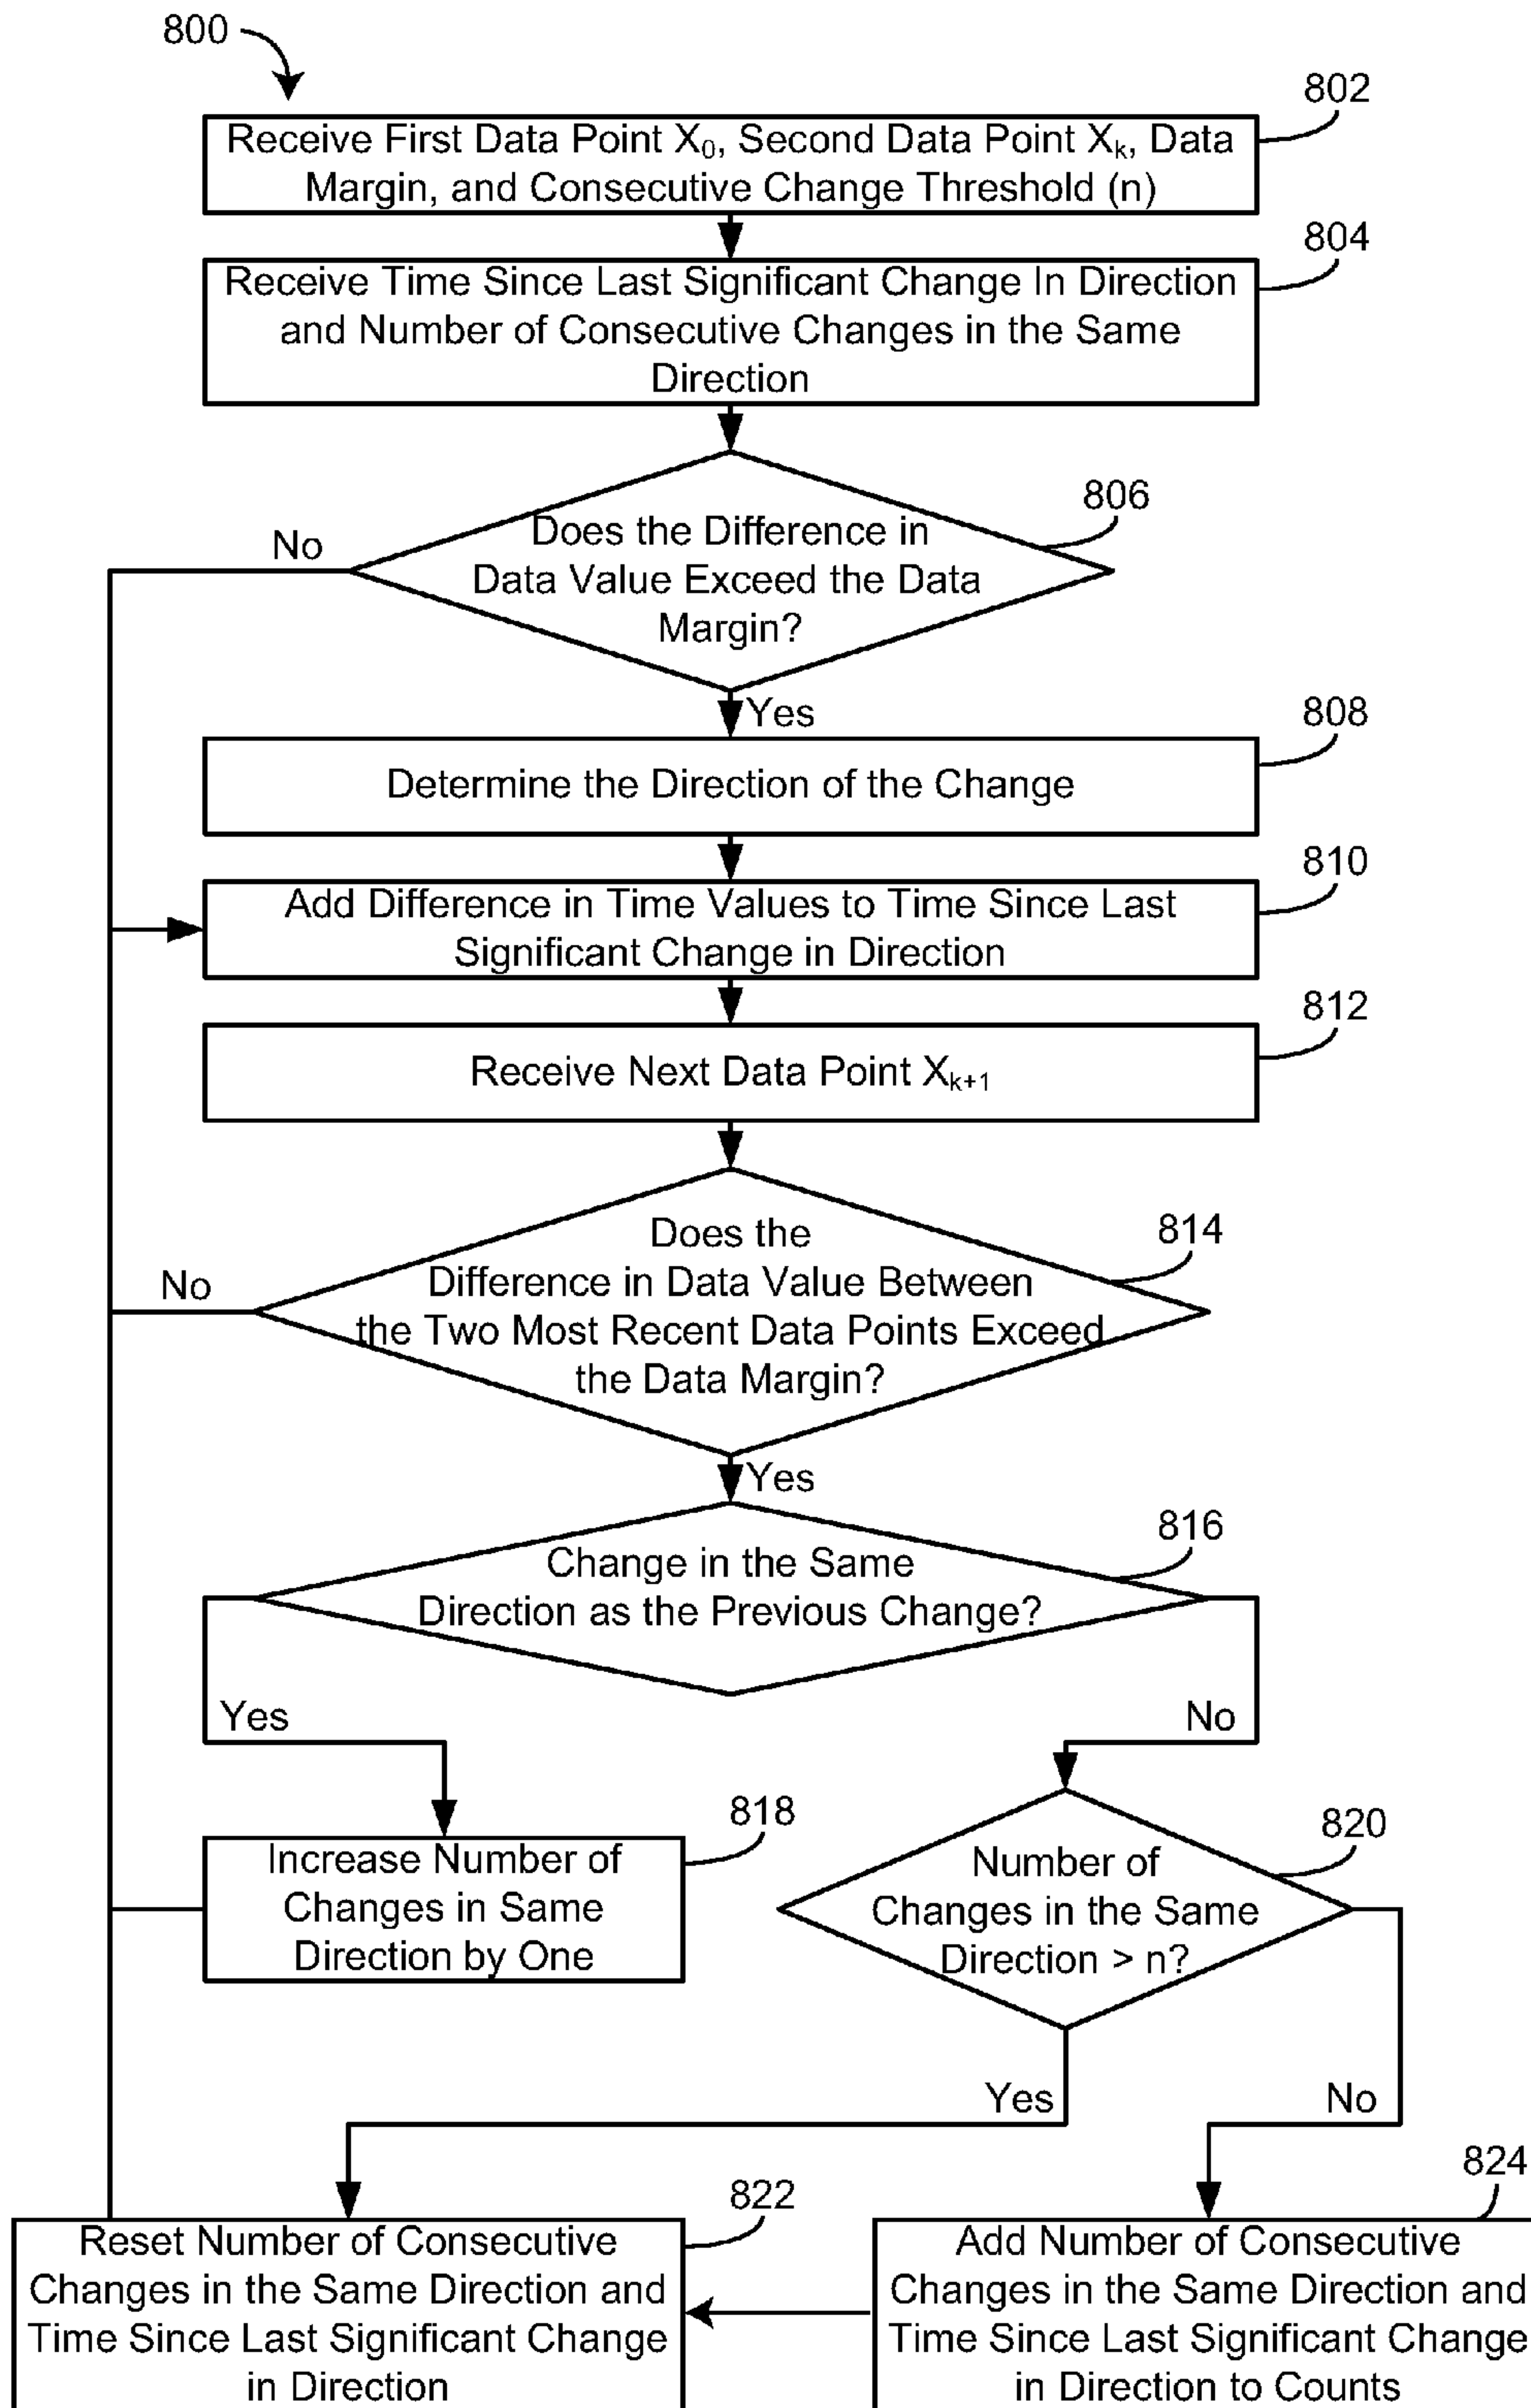 800
802
Receive First Data Point X₀, Second Data Point Xₖ, Data
Margin, and Consecutive Change Threshold (n)
804
Receive Time Since Last Significant Change In Direction
and Number of Consecutive Changes in the Same
Direction
806
No
Does the Difference in
Data Value Exceed the Data
Margin?
Yes
808
Determine the Direction of the Change
810
Add Difference in Time Values to Time Since Last
Significant Change in Direction
812
Receive Next Data Point Xₖ₊₁
814
No
Does the
Difference in Data Value Between
the Two Most Recent Data Points Exceed
the Data Margin?
Yes
816
Change in the Same
Direction as the Previous Change?
Yes
No
818
Increase Number of
Changes in Same
Direction by One
820
Number of
Changes in the Same
Direction > n?
Yes
No
822
Reset Number of Consecutive
Changes in the Same Direction and
Time Since Last Significant Change
in Direction
824
Add Number of Consecutive
Changes in the Same Direction and
Time Since Last Significant Change
in Direction to Counts